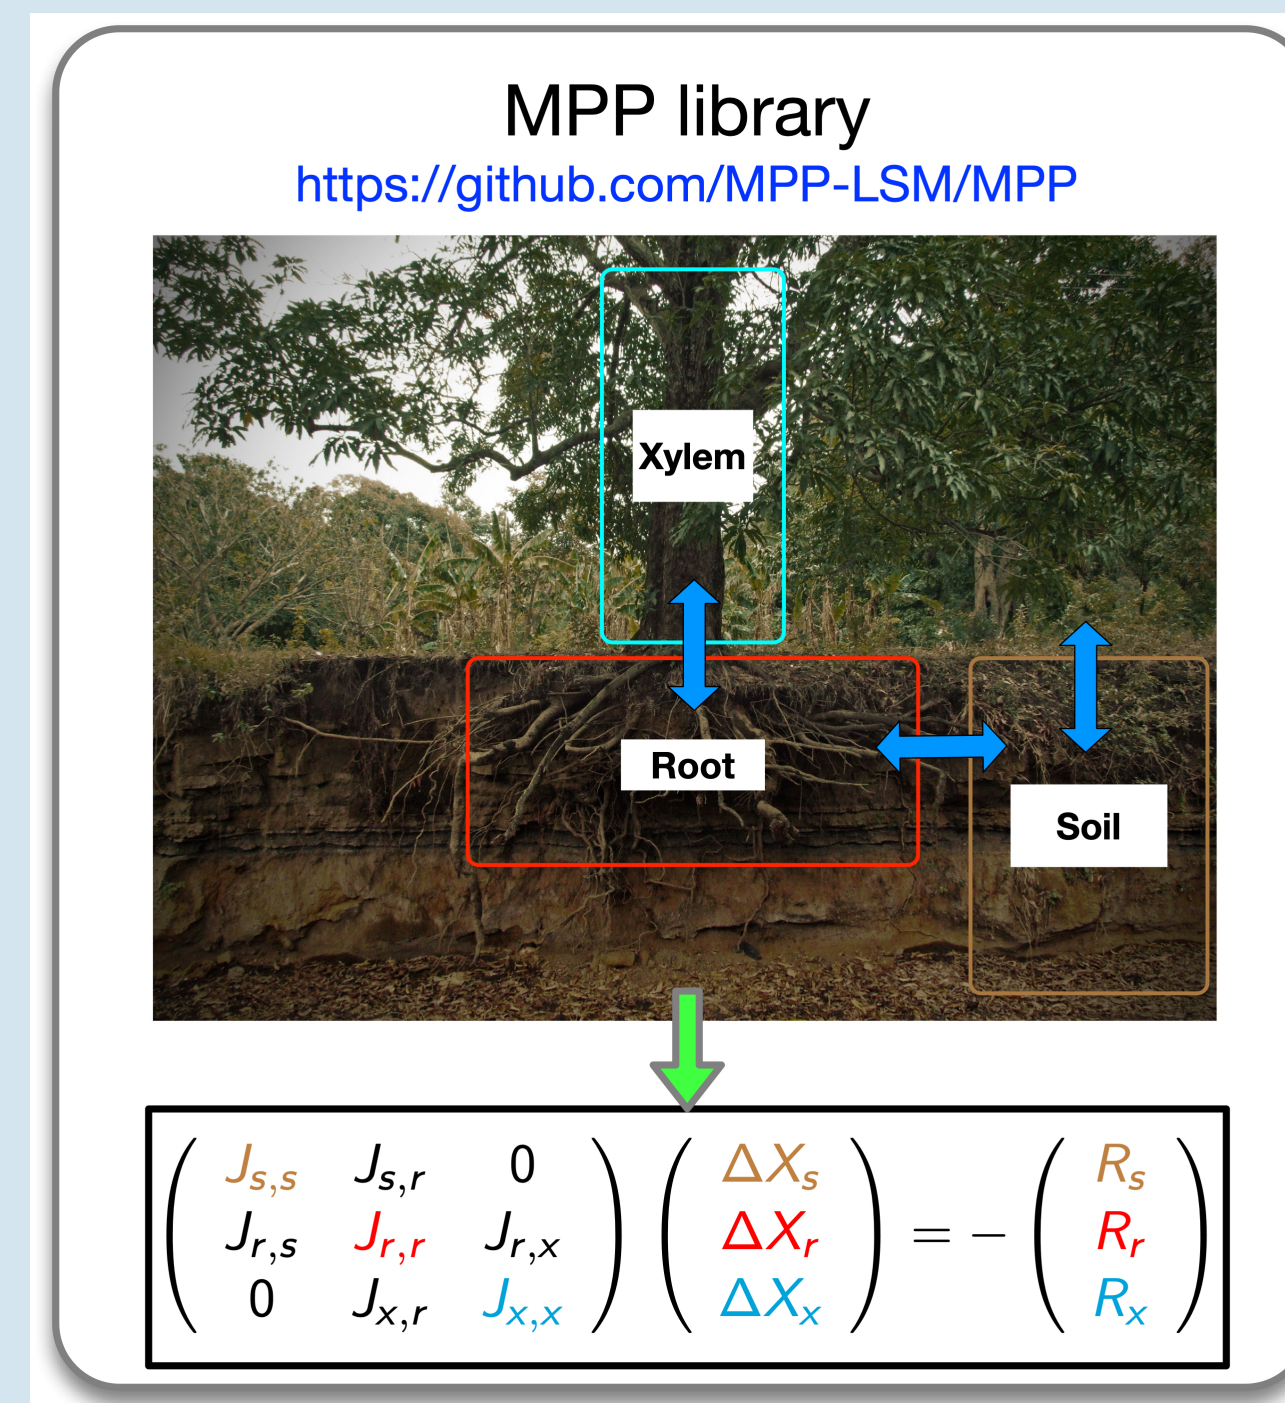 MPP library
https://github.com/MPP-LSM/MPP
Xylem
Root
Soil
J_{s,s} J_{s,r} 0 ΔX_s R_s
J_{r,s} J_{r,r} J_{r,x} ΔX_r = − R_r
0 J_{x,r} J_{x,x} ΔX_x R_x